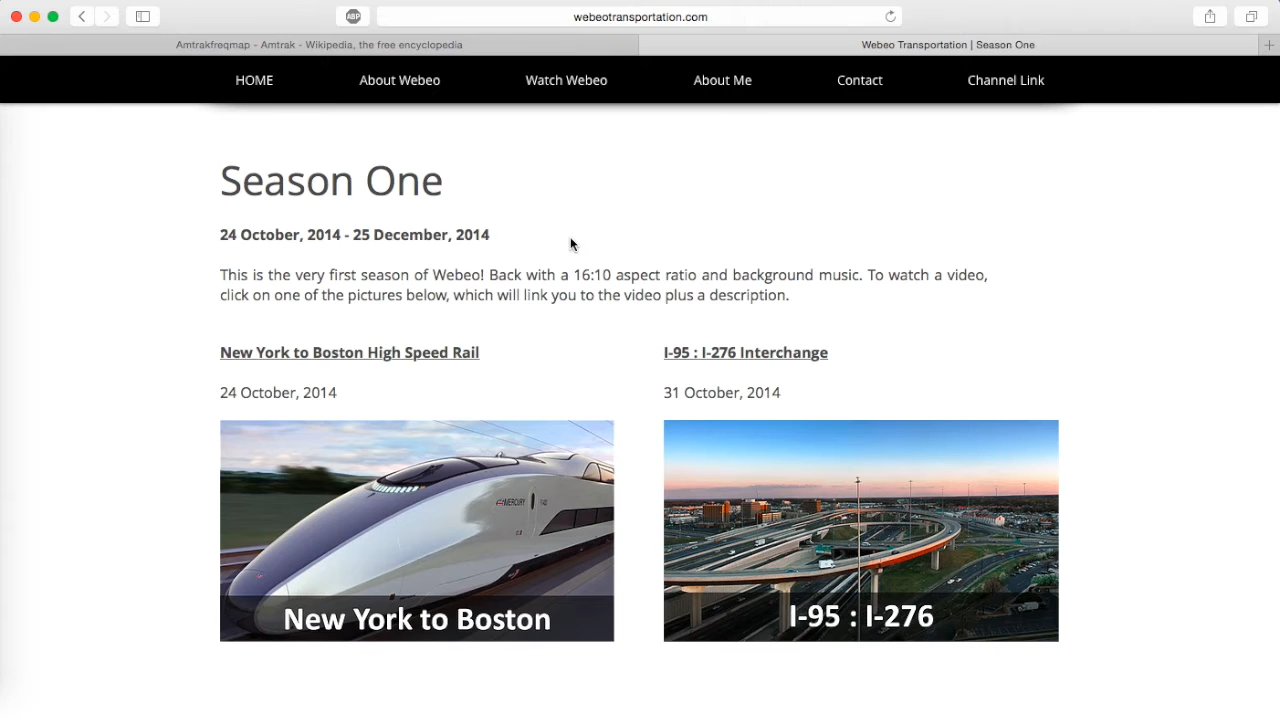 ABP
webeotransportation.com
Amtrakfreqmap - Amtrak - Wikipedia, the free encyclopedia
Webeo Transportation | Season One
HOME
About Webeo
Watch Webeo
About Me
Contact
Channel Link
Season One
24 October, 2014 - 25 December, 2014
This is the very first season of Webeo! Back with a 16:10 aspect ratio and background music. To watch a video,
click on one of the pictures below, which will link you to the video plus a description.
New York to Boston High Speed Rail
24 October, 2014
MERCURY
New York to Boston
I-95 : I-276 Interchange
31 October, 2014
I-95 : I-276